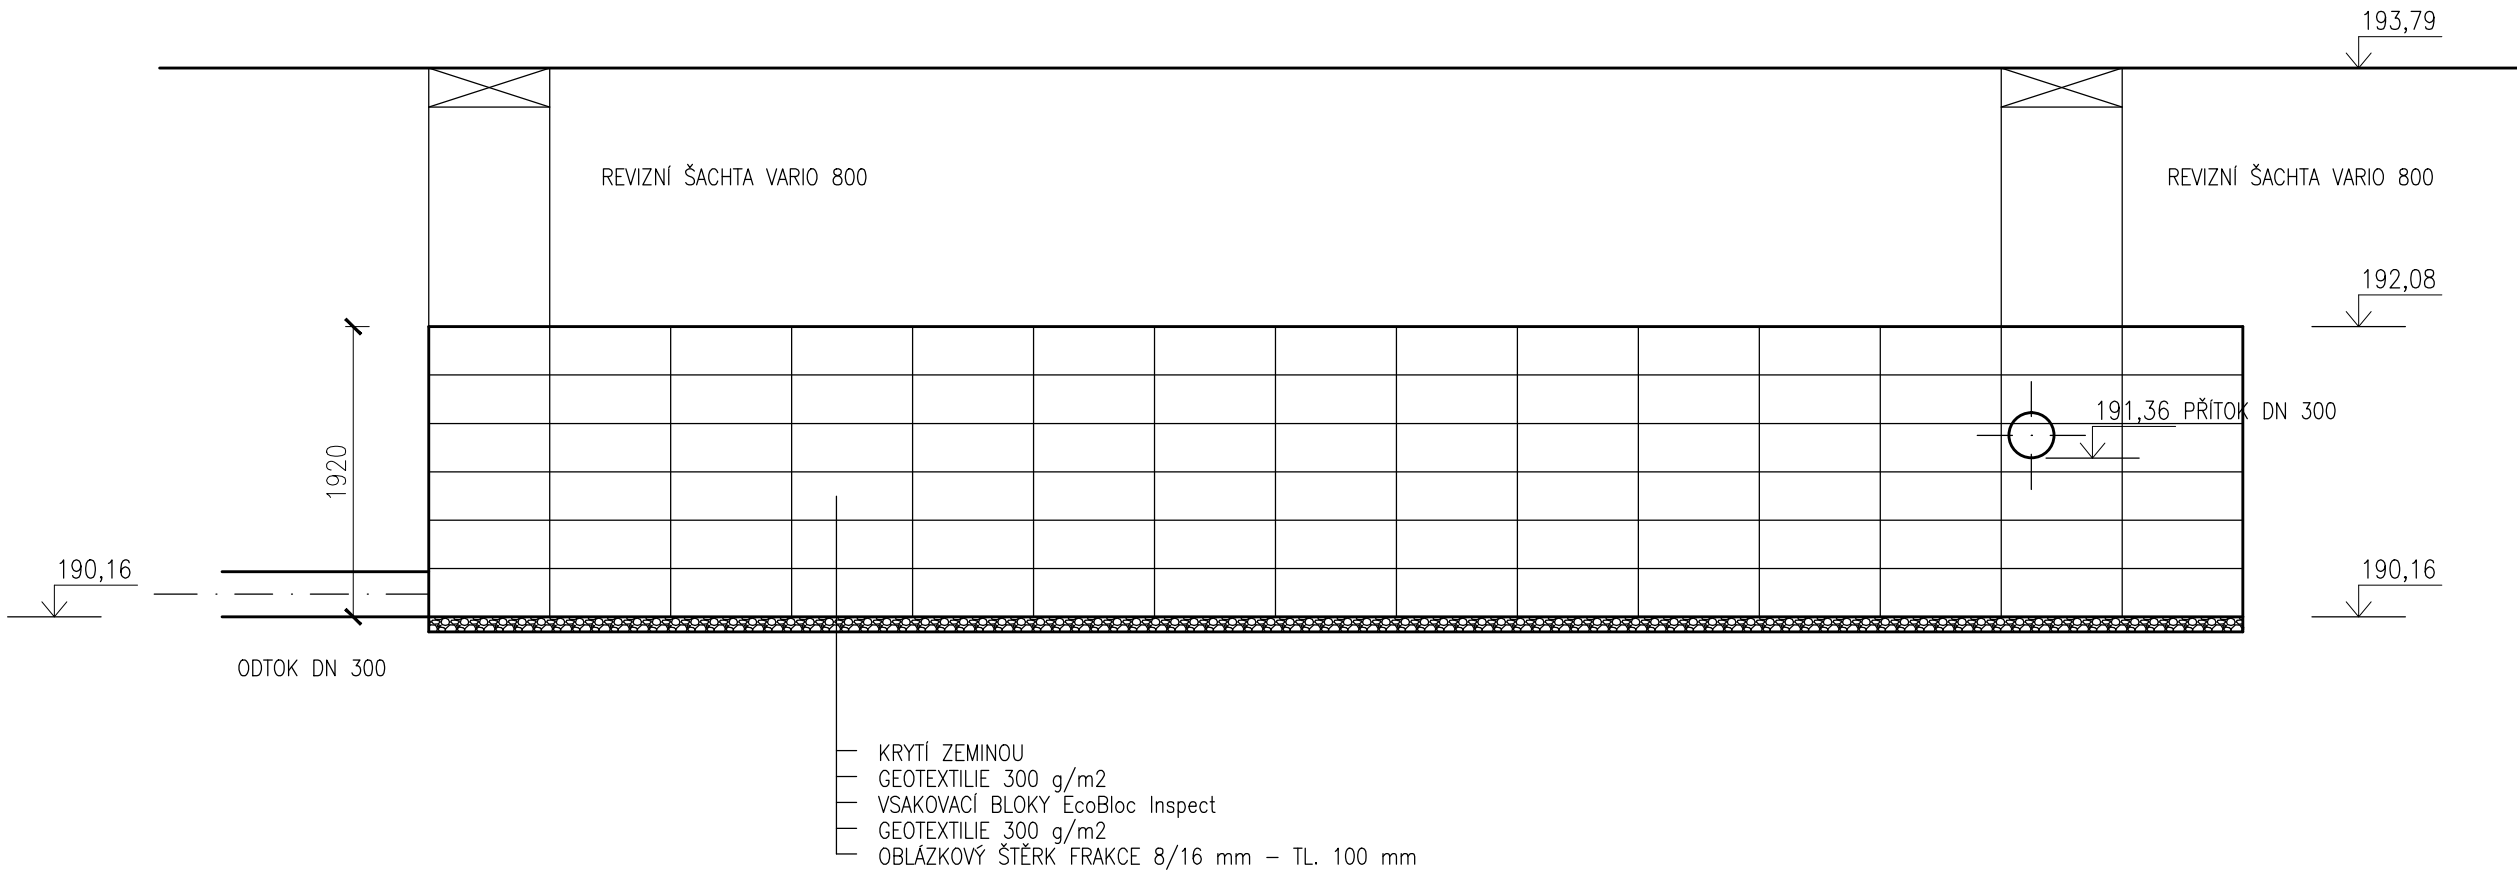 193,79
REVIZNÍ ŠACHTA VARIO 800
REVIZNÍ ŠACHTA VARIO 800
192,08
191,36 PŘÍTOK DN 300
1920
190,16
190,16
ODTOK DN 300
KRYTÍ ZEMINOU
GEOTEXTILIE 300 g/m2
VSAKOVACÍ BLOKY EcoBloc Inspect
GEOTEXTILIE 300 g/m2
OBLÁZKOVÝ ŠTĚRK FRAKCE 8/16 mm – TL. 100 mm